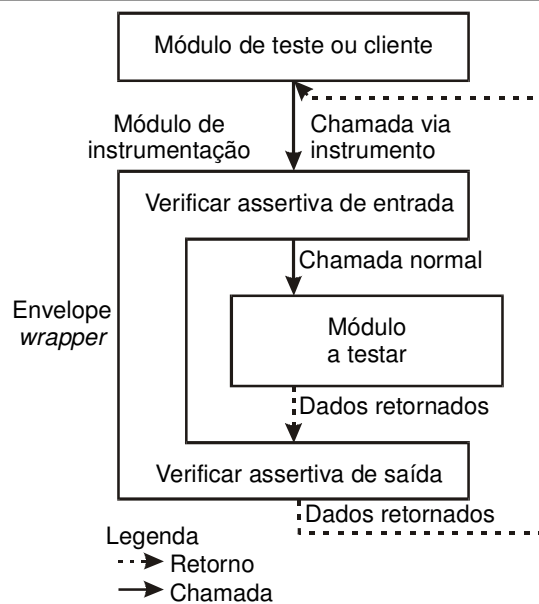 Módulo de teste ou cliente
Módulo de
instrumentação
Chamada via
instrumento
Verificar assertiva de entrada
Chamada normal
Envelope
wrapper
Módulo
a testar
Dados retornados
Verificar assertiva de saída
Dados retornados
Legenda
Retorno
Chamada